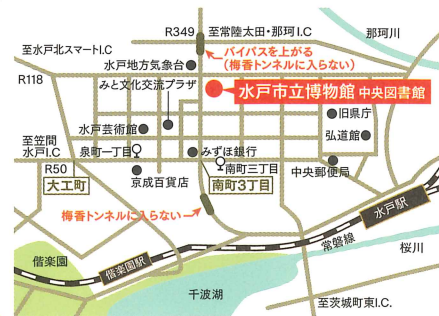 R349
至常陸太田・那珂I.C
那珂川
至水戸北スマートI.C
バイパスを上がる
(梅香トンネルに入らない)
水戸地方気象台
R118
みと文化交流プラザ
水戸市立博物館 中央図書館
旧県庁
水戸芸術館
弘道館
至笠間
水戸I.C
泉町一丁目
みずほ銀行
南町三丁目
中央郵便局
R50
大工町
京成百貨店
南町3丁目
梅香トンネルに入らない
水戸駅
常磐線
桜川
偕楽園
偕楽園駅
千波湖
至茨城町東I.C.